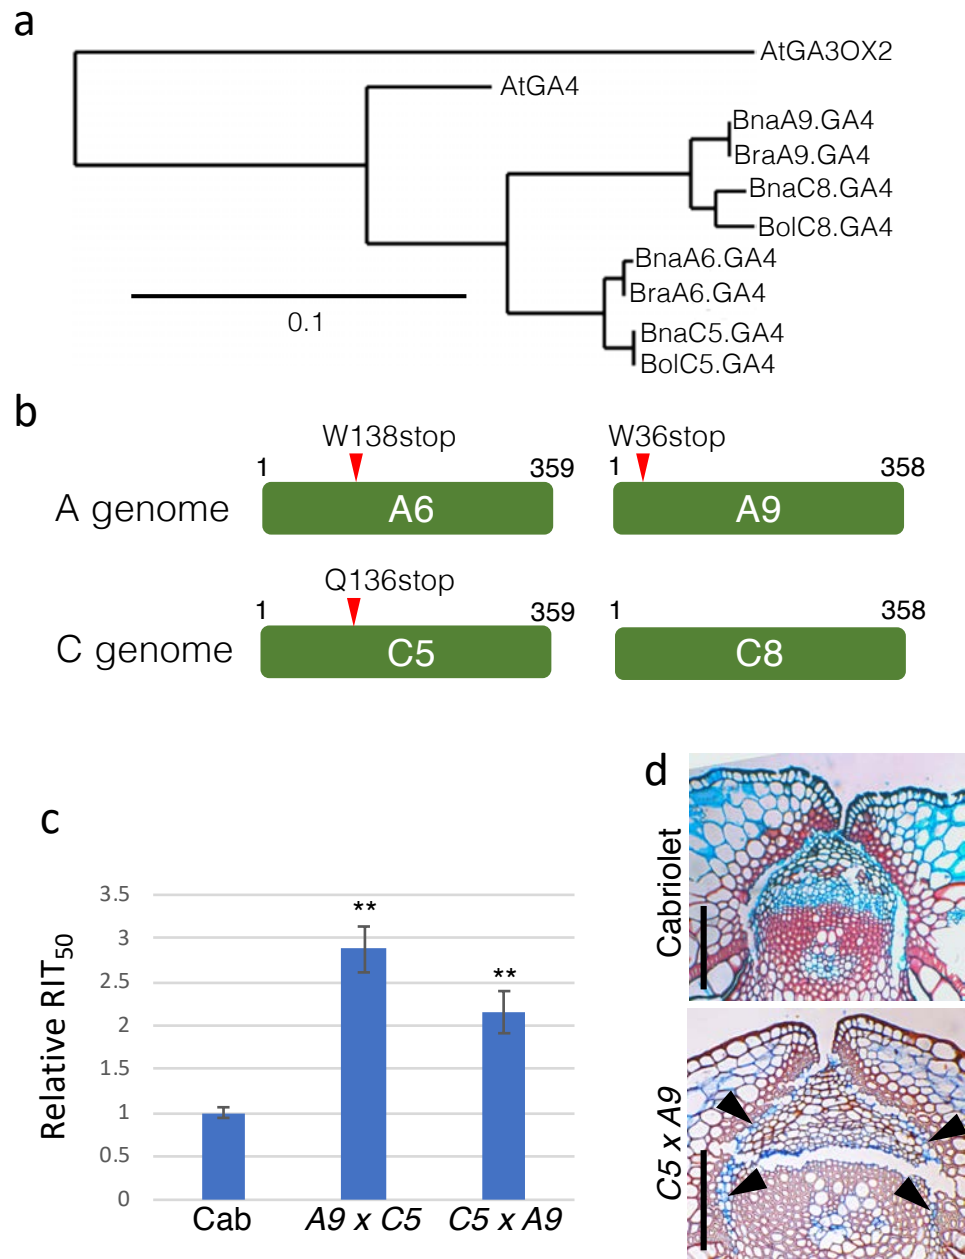 a
AtGA3OX2
AtGA4
BnaA9.GA4
BraA9.GA4
BnaC8.GA4
BolC8.GA4
BnaA6.GA4
BraA6.GA4
BnaC5.GA4
BolC5.GA4
0.1
b
W138stop
W36stop
1
359
1
358
A genome
A6
A9
Q136stop
1
359
1
358
C genome
C5
C8
c
Relative RIT50
3.5
3
2.5
2
1.5
1
0.5
0
**
**
Cab
A9 x C5
C5 x A9
d
Cabriolet
C5 x A9